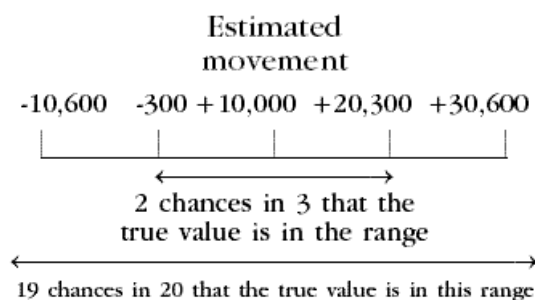 Estimated
movement
-10,600 -300 +10,000 +20,300 +30,600
2 chances in 3 that the
true value is in the range
19 chances in 20 that the true value is in this range